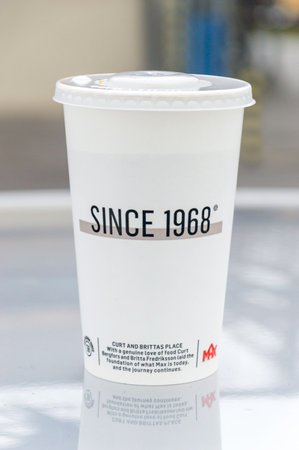 SINCE 1968®
CURT AND BRITTAS PLACE
With a genuine love of food Curt
Bergfors and Britta Fredriksson laid the
foundation of what Max is today,
and the journey continues.
MAX